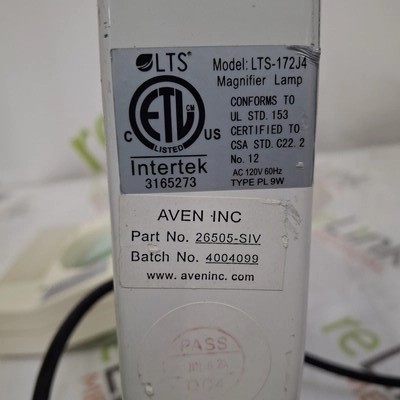 LTS®
Model: LTS-172J4
Magnifier Lamp
ETL CM
C US
LISTED
Intertek
3165273
CONFORMS TO
UL STD. 153
CERTIFIED TO
CSA STD. C22. 2
No. 12
AC 120V 60Hz
TYPE PL 9W
AVEN INC
Part No. 26505-SIV
Batch No. 4004099
www.aveninc.com
PASS